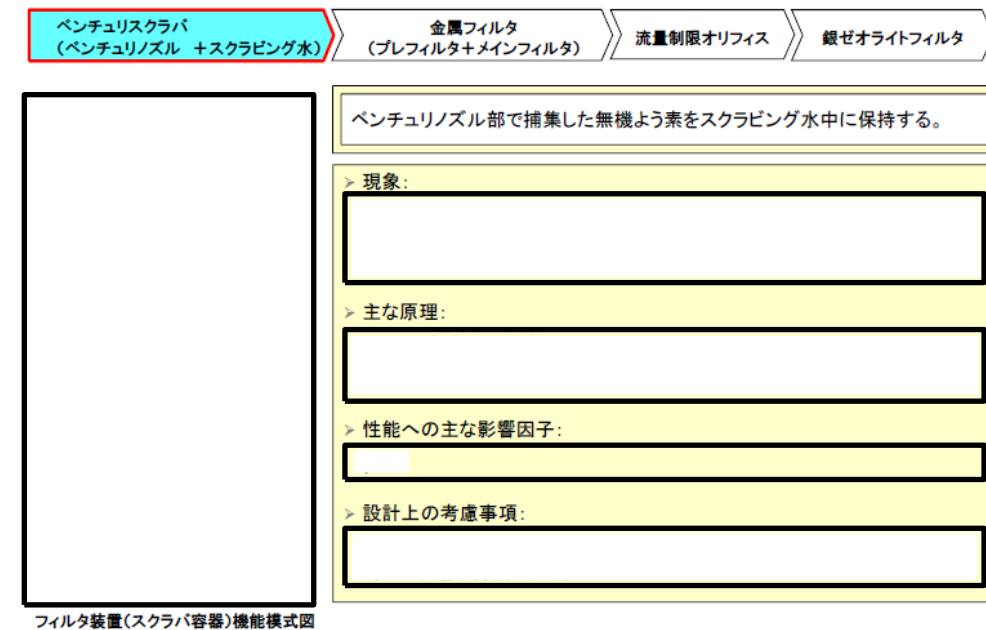 ベンチュリスクラバ
（ベンチュリノズル ＋スクラビング水）
金属フィルタ
（プレフィルタ＋メインフィルタ）
流量制限オリフィス
銀ゼオライトフィルタ
ベンチュリノズル部で捕集した無機よう素をスクラビング水中に保持する。
➢ 現象：
➢ 主な原理：
➢ 性能への主な影響因子：
➢ 設計上の考慮事項：
フィルタ装置（スクラバ容器）機能模式図